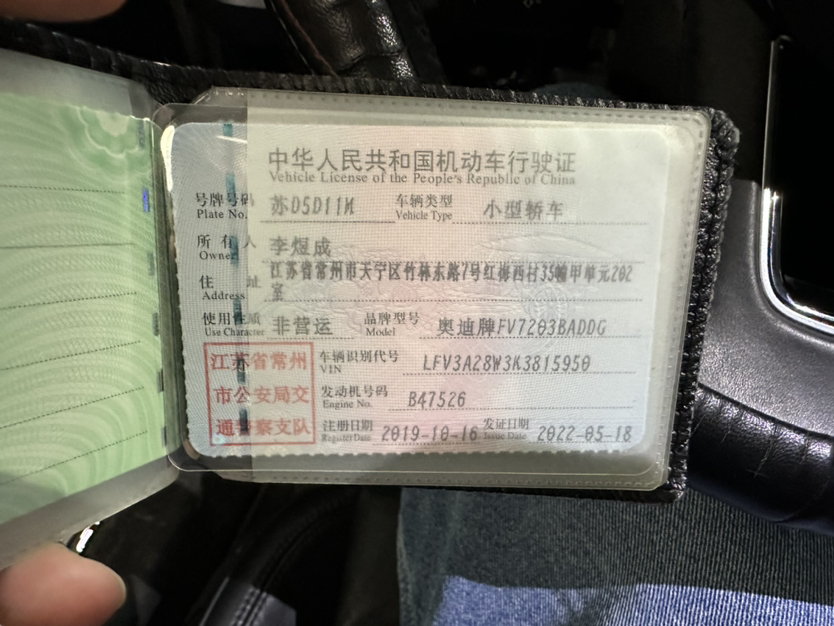 中华人民共和国机动车行驶证
Vehicle License of the People's Republic of China
号牌号码 苏D5D11M 车辆类型 小型轿车
Plate No. Vehicle Type
所有人 李煜成
Owner
住址 江苏省常州市天宁区竹林东路7号红梅西村35幢甲单元202
Address 室
使用性质 非营运 品牌型号 奥迪牌FV7203BADDG
Use Character Model
江苏省常州 车辆识别代号 LFV3A28W3K3815950
VIN
市公安局交 发动机号码 B47526
Engine No.
通警察支队 注册日期 2019-10-16 发证日期 2022-05-18
Register Date Issue Date